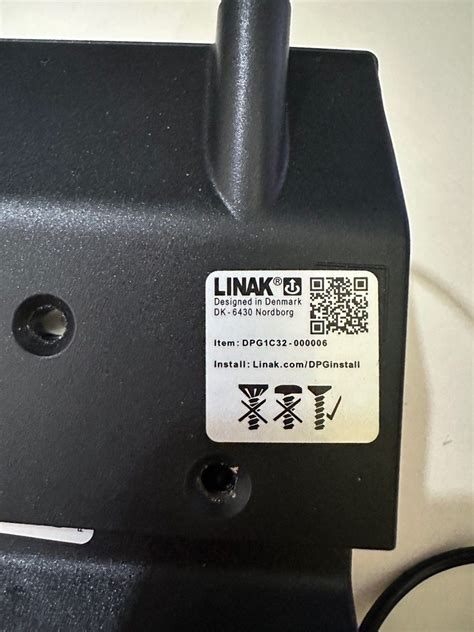 LINAK®
Designed in Denmark
DK - 6430 Nordborg
Item: DPG1C32-000006
Install: Linak.com/DPGinstall